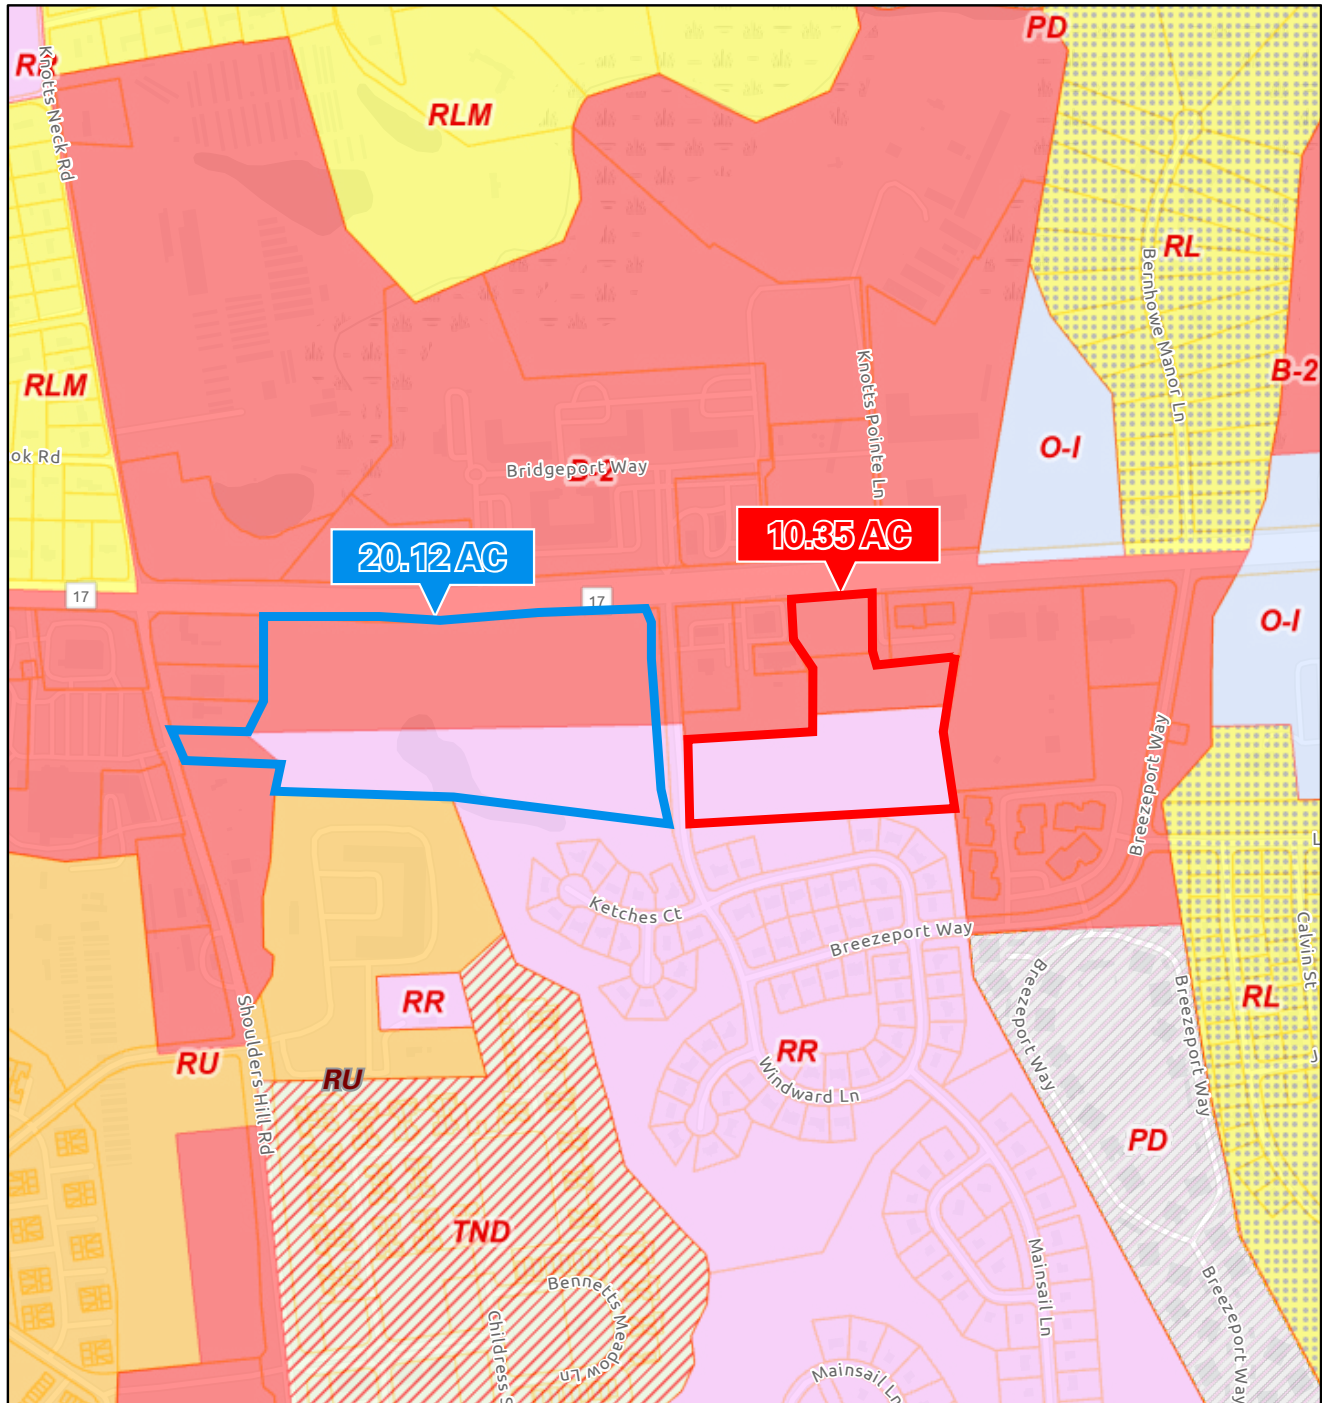 PD
RR
Knotts Neck Rd
RLM
RL
Bernhowe Manor Ln
RLM
B-2
Knotts Pointe Ln
ok Rd
O-I
Bridgeport Way
B-2
10.35 AC
20.12 AC
17
17
O-I
Breezeport Way
Ketches Ct
Breezeport Way
Calvin St
RR
Shoulders Hill Rd
Breezeport Way
Breezeport Way
RL
RU
RU
RR
Windward Ln
PD
TND
Mainsail Ln
Bennetts Meadow Ln
Childress S
Breezeport Way
Mainsail Ln